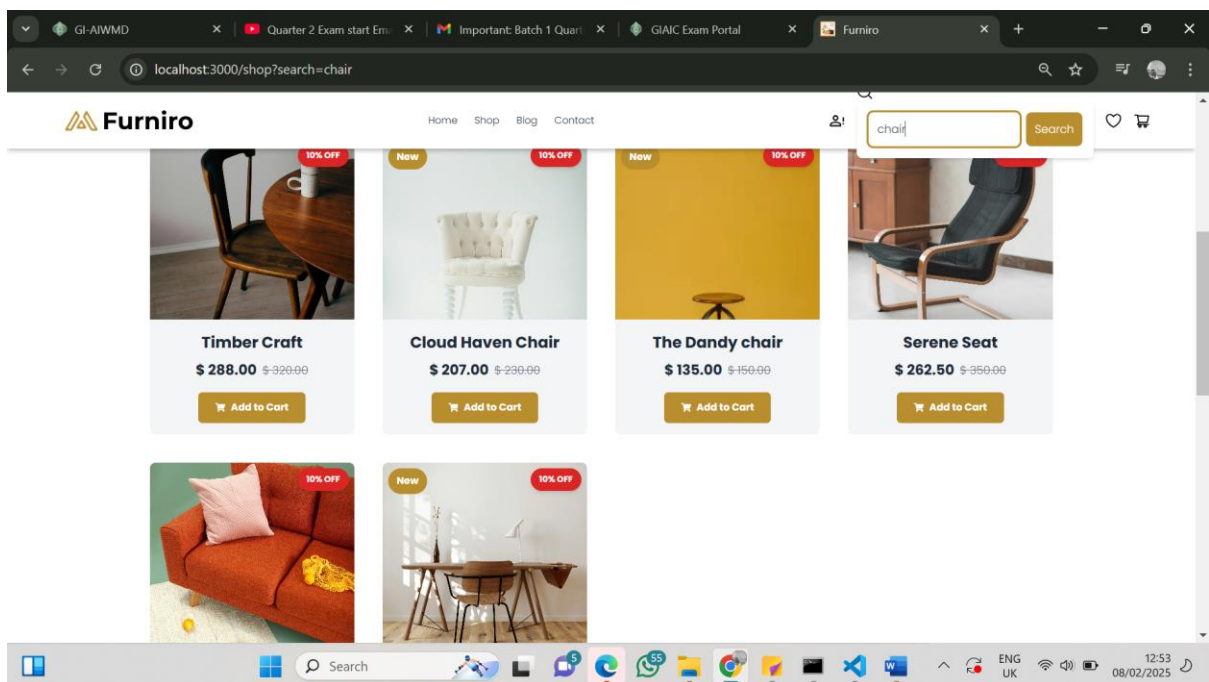 GI-AIWMD
Quarter 2 Exam start Em
Important: Batch 1 Quart
GIAIC Exam Portal
Furniro
localhost:3000/shop?search=chair
Furniro
Home Shop Blog Contact
chair
Search
10% OFF
New
10% OFF
New
10% OFF
Timber Craft
Cloud Haven Chair
The Dandy chair
Serene Seat
$ 288.00 $ 320.00
$ 207.00 $ 230.00
$ 135.00 $ 150.00
$ 262.50 $ 350.00
Add to Cart
Add to Cart
Add to Cart
Add to Cart
10% OFF
New
10% OFF
Search
5
55
ENG
UK
12:53
08/02/2025